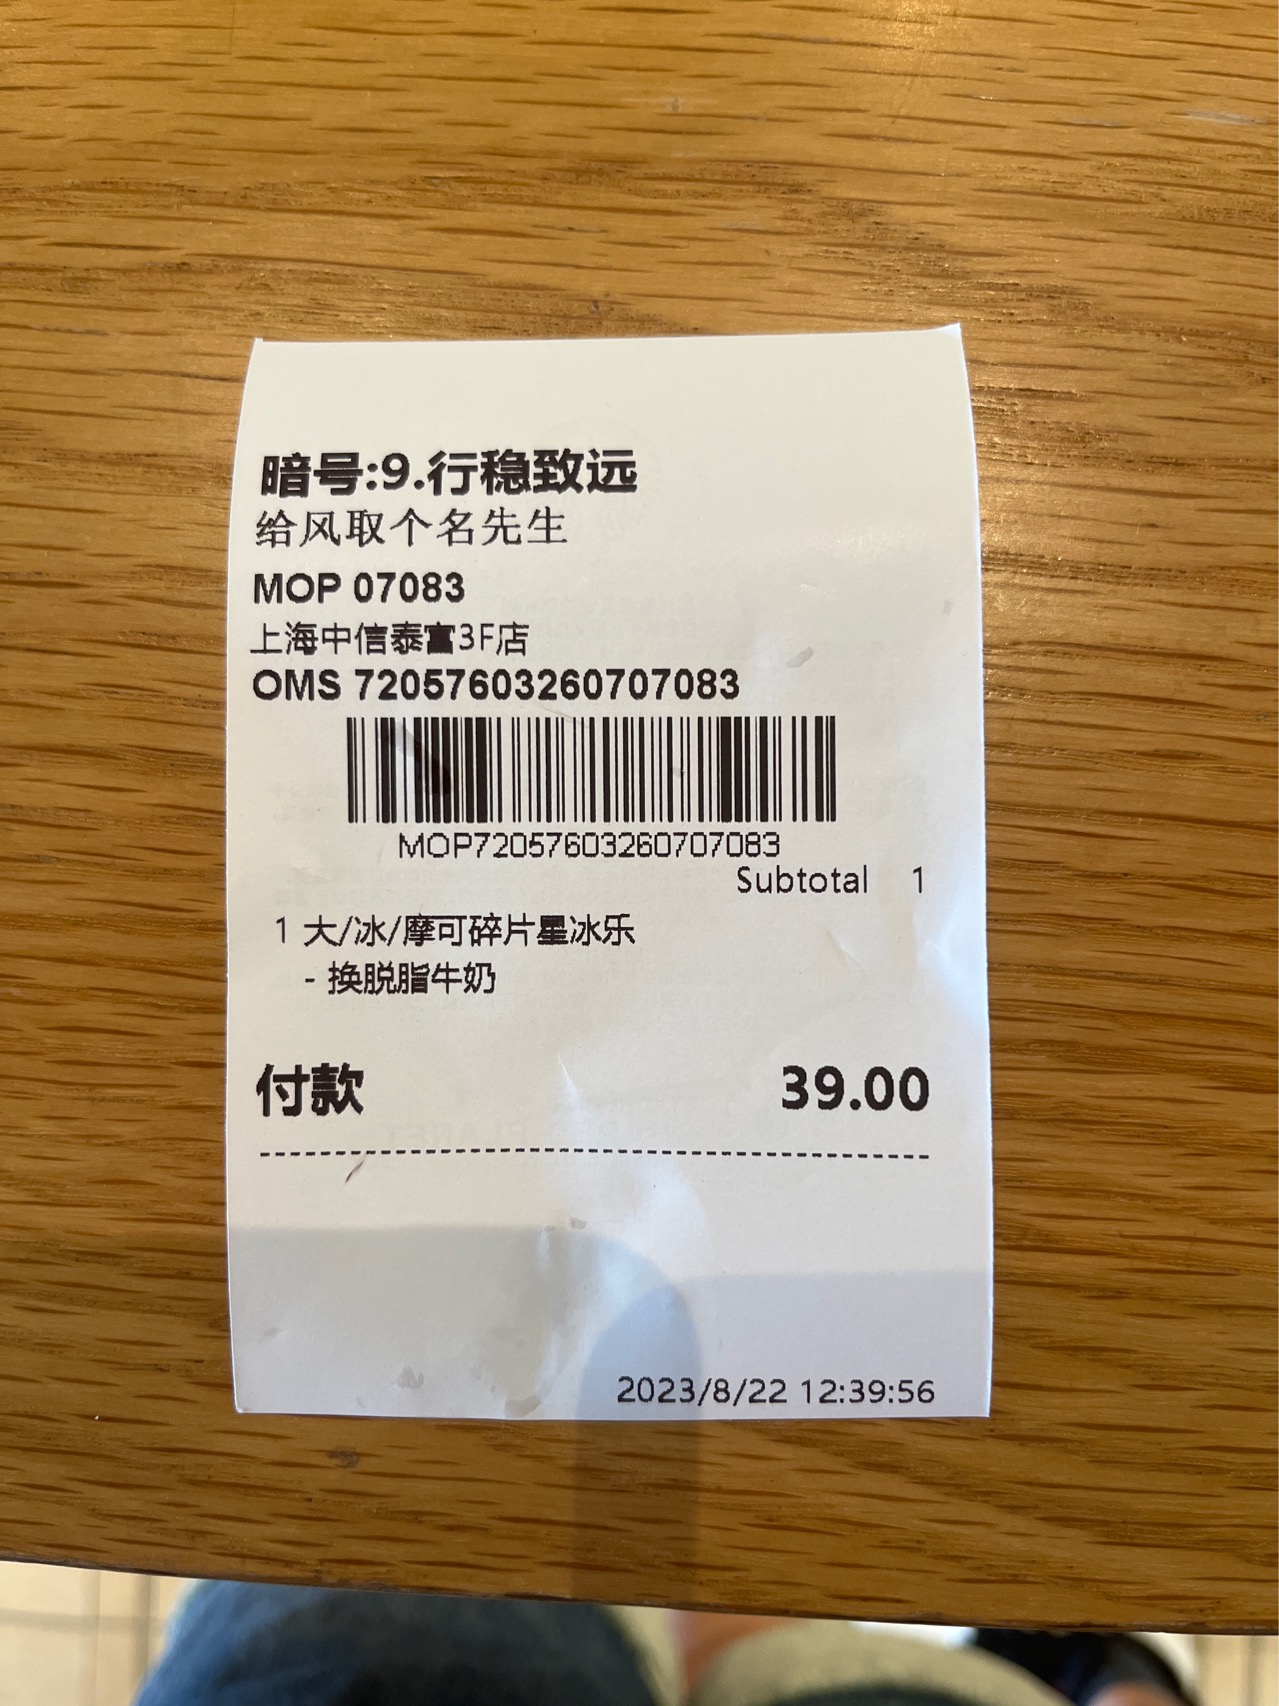 暗号:9.行稳致远
给风取个名先生
MOP 07083
上海中信泰富3F店
OMS 72057603260707083
MOP72057603260707083
Subtotal 1
1 大/冰/摩可碎片星冰乐
- 换脱脂牛奶
付款 39.00
2023/8/22 12:39:56